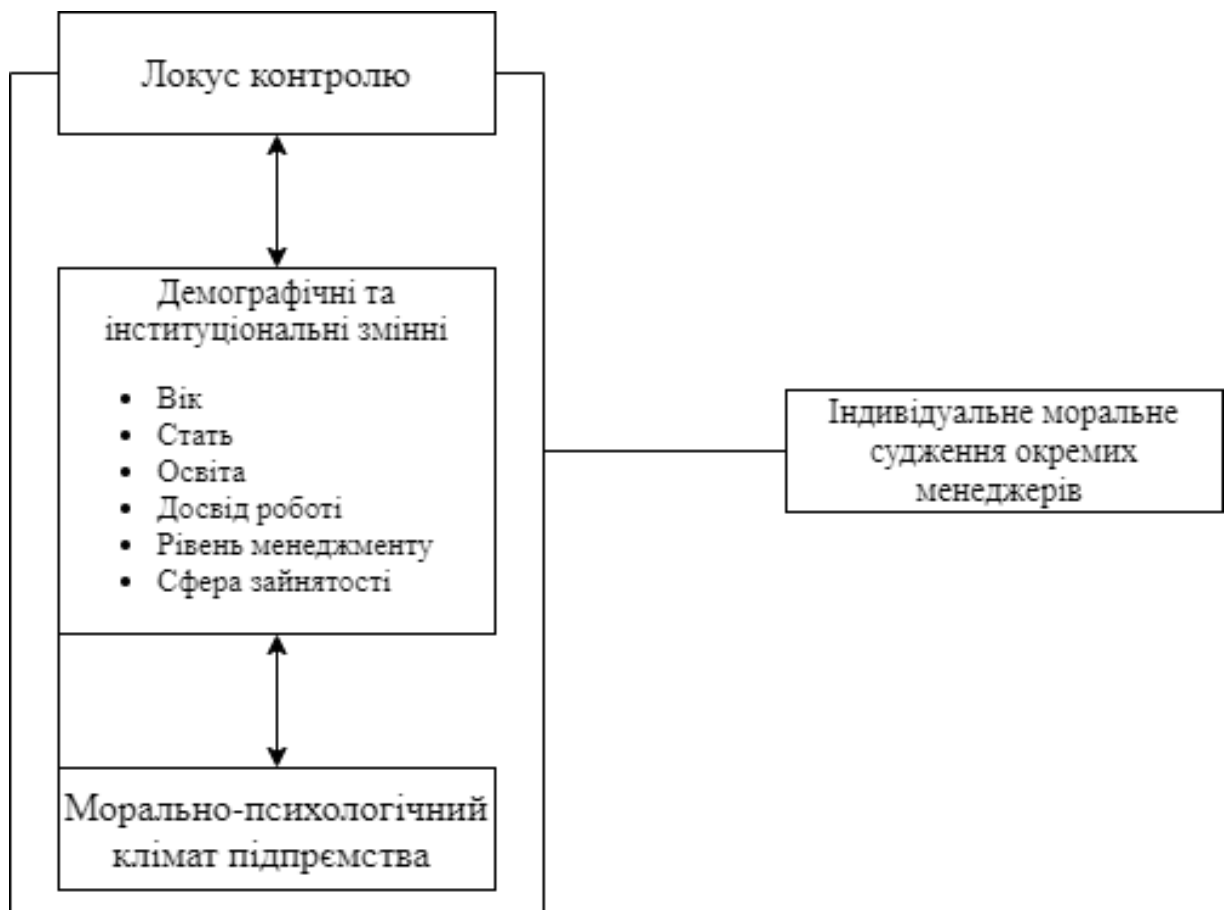 Локус контролю
Демографічні та
інституціональні змінні
• Вік
• Стать
• Освіта
• Досвід роботі
• Рівень менеджменту
• Сфера зайнятості
Індивідуальне моральне
судження окремих
менеджерів
Морально-психологічний
клімат підпрємства